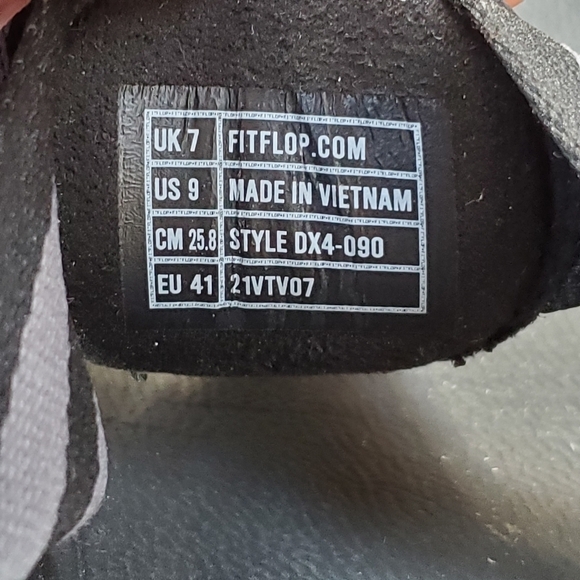 UK 7 FITFLOP.COM
US 9 MADE IN VIETNAM
CM 25.8 STYLE DX4-090
EU 41 21VTV07